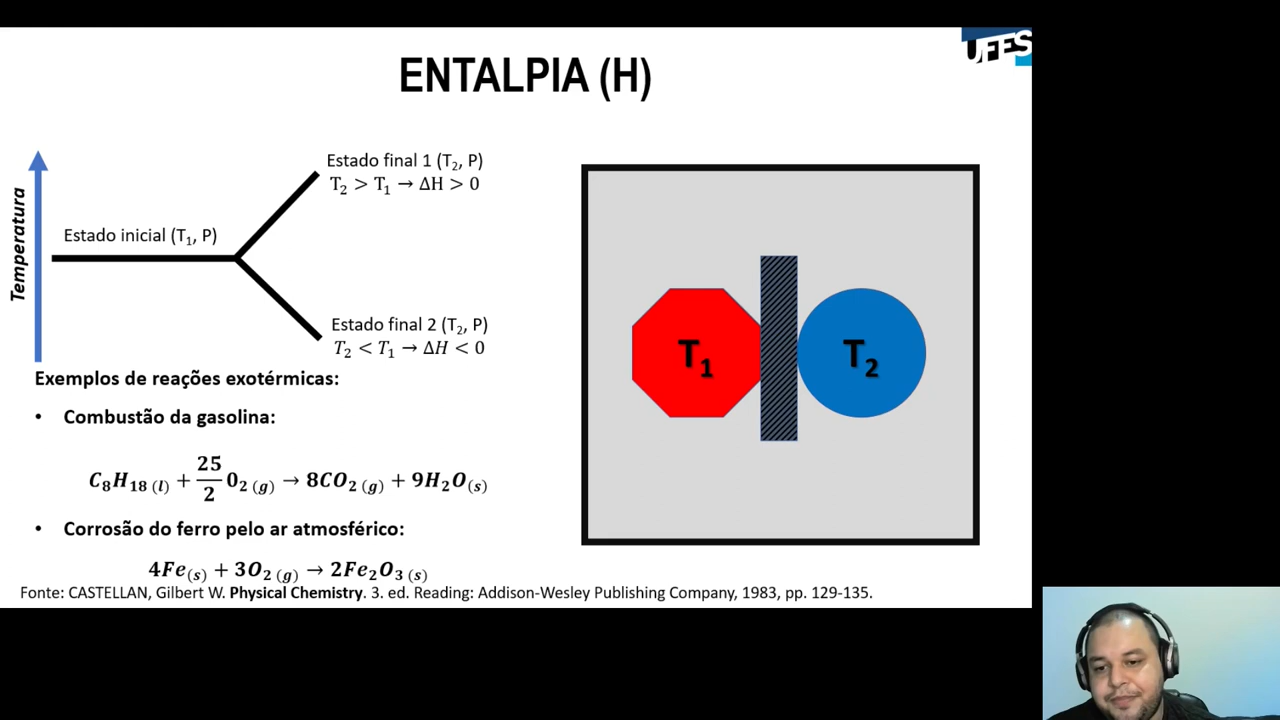 UFES
ENTALPIA (H)
Temperatura
Estado inicial (T₁, P)
Estado final 1 (T₂, P)
T₂ > T₁ → ΔH > 0
Estado final 2 (T₂, P)
T₂ < T₁ → ΔH < 0
Exemplos de reações exotérmicas:
• Combustão da gasolina:
C₈H₁₈ (l) + 25/2 0₂ (g) → 8CO₂ (g) + 9H₂O(s)
• Corrosão do ferro pelo ar atmosférico:
4Fe(s) + 3O₂ (g) → 2Fe₂O₃ (s)
T₁
T₂
Fonte: CASTELLAN, Gilbert W. Physical Chemistry. 3. ed. Reading: Addison-Wesley Publishing Company, 1983, pp. 129-135.